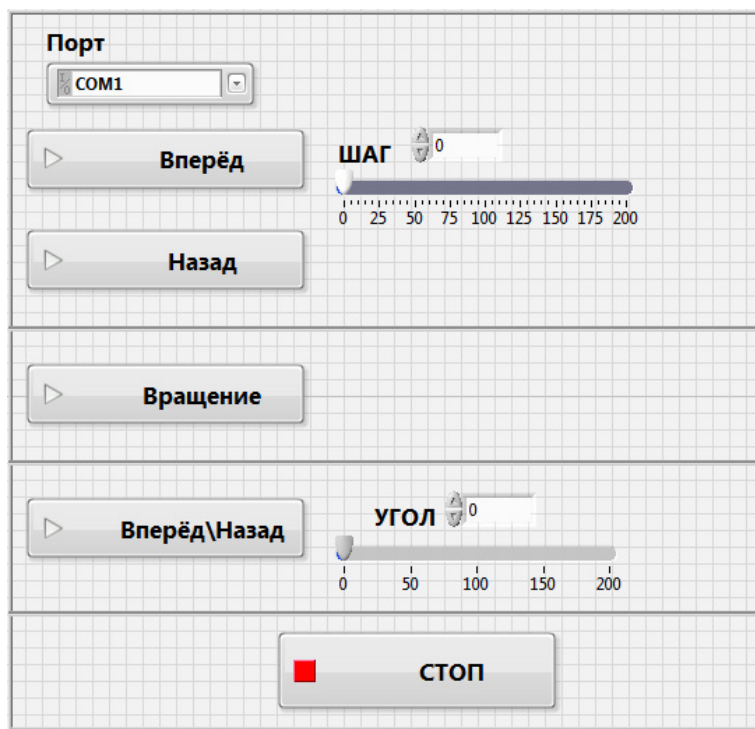 Порт
I/O COM1
Вперёд
ШАГ 0
0 25 50 75 100 125 150 175 200
Назад
Вращение
Вперёд\Назад
УГОЛ 0
0 50 100 150 200
СТОП